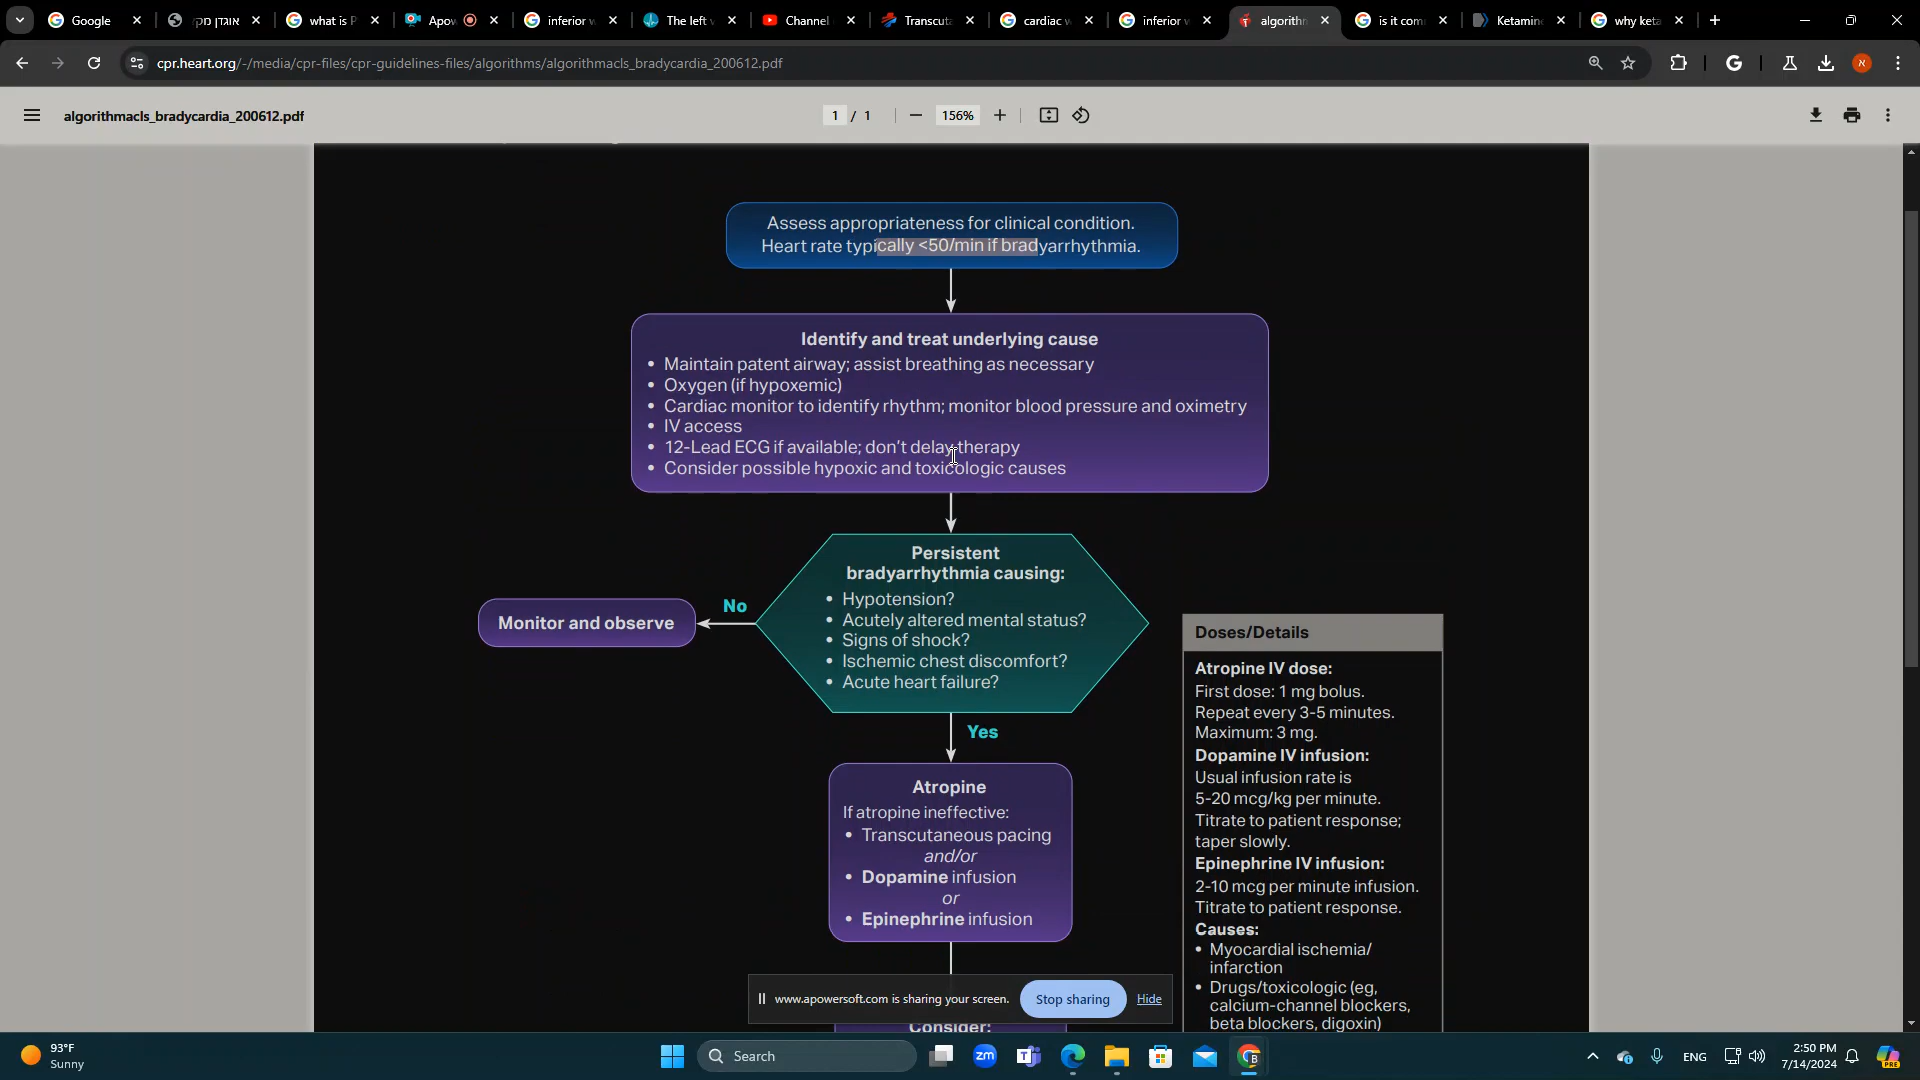 Google
אוגדן מקי
what is P
Apow
inferior v
The left v
Channel
Transcuta
cardiac w
inferior v
algorithm
is it com
Ketamin
why keta
cpr.heart.org/-/media/cpr-files/cpr-guidelines-files/algorithms/algorithmacls_bradycardia_200612.pdf
algorithmacls_bradycardia_200612.pdf
1 / 1
156%
Assess appropriateness for clinical condition.
Heart rate typically <50/min if bradyarrhythmia.
Identify and treat underlying cause
• Maintain patent airway; assist breathing as necessary
• Oxygen (if hypoxemic)
• Cardiac monitor to identify rhythm; monitor blood pressure and oximetry
• IV access
• 12-Lead ECG if available; don’t delay therapy
• Consider possible hypoxic and toxicologic causes
Persistent
bradyarrhythmia causing:
• Hypotension?
• Acutely altered mental status?
• Signs of shock?
• Ischemic chest discomfort?
• Acute heart failure?
No
Monitor and observe
Yes
Atropine
If atropine ineffective:
• Transcutaneous pacing
and/or
• Dopamine infusion
or
• Epinephrine infusion
Consider:
Doses/Details
Atropine IV dose:
First dose: 1 mg bolus.
Repeat every 3-5 minutes.
Maximum: 3 mg.
Dopamine IV infusion:
Usual infusion rate is
5-20 mcg/kg per minute.
Titrate to patient response;
taper slowly.
Epinephrine IV infusion:
2-10 mcg per minute infusion.
Titrate to patient response.
Causes:
• Myocardial ischemia/
infarction
• Drugs/toxicologic (eg,
calcium-channel blockers,
beta blockers, digoxin)
www.apowersoft.com is sharing your screen.
Stop sharing
Hide
93°F
Sunny
Search
zm
ENG
2:50 PM
7/14/2024
PRE